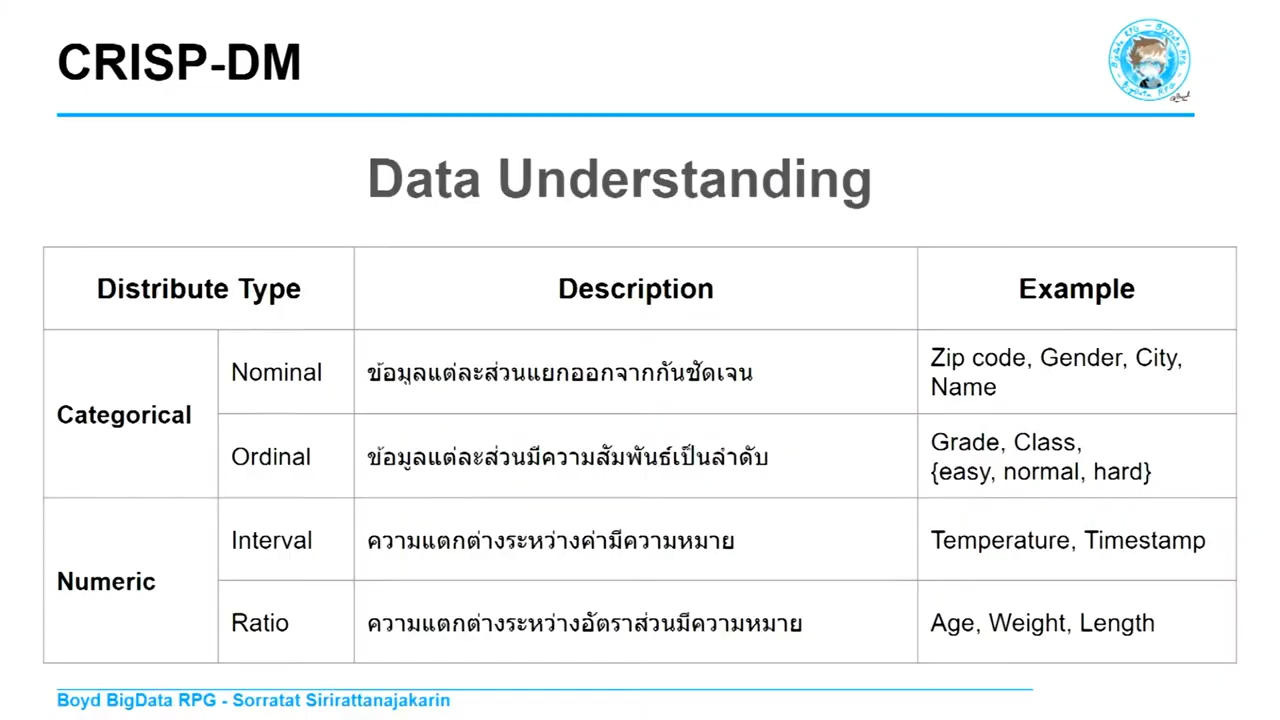 CRISP-DM
Data Understanding
Distribute Type
Description
Example
Categorical
Nominal
ข้อมูลแต่ละส่วนแยกออกจากกันชัดเจน
Zip code, Gender, City,
Name
Ordinal
ข้อมูลแต่ละส่วนมีความสัมพันธ์เป็นลำดับ
Grade, Class,
{easy, normal, hard}
Numeric
Interval
ความแตกต่างระหว่างค่ามีความหมาย
Temperature, Timestamp
Ratio
ความแตกต่างระหว่างอัตราส่วนมีความหมาย
Age, Weight, Length
Boyd BigData RPG - Sorratat Sirirattanajakarin